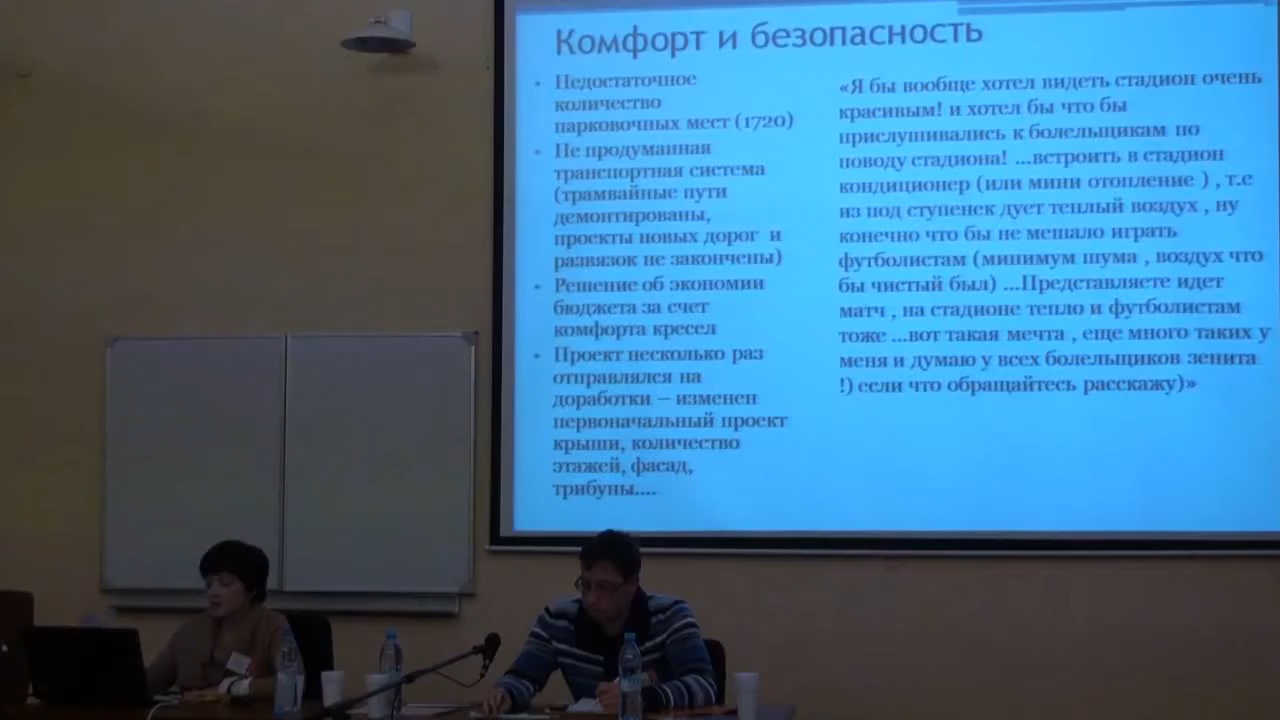 Комфорт и безопасность
• Недостаточное
количество
парковочных мест (1720)
• Не продуманная
транспортная система
(трамвайные пути
демонтированы,
проекты новых дорог и
развязок не закончены)
• Решение об экономии
бюджета за счет
комфорта кресел
• Проект несколько раз
отправлялся на
доработки – изменен
первоначальный проект
крыши, количество
этажей, фасад,
трибуны....
«Я бы вообще хотел видеть стадион очень
красивым! и хотел бы что бы
прислушивались к болельщикам по
поводу стадиона! ...встроить в стадион
кондиционер (или мини отопление ) , т.е
из под ступенек дует теплый воздух , ну
конечно что бы не мешало играть
футболистам (минимум шума , воздух что
бы чистый был) ...Представляете идет
матч , на стадионе тепло и футболистам
тоже ...вот такая мечта , еще много таких у
меня и думаю у всех болельщиков зенита
!) если что обращайтесь расскажу)»